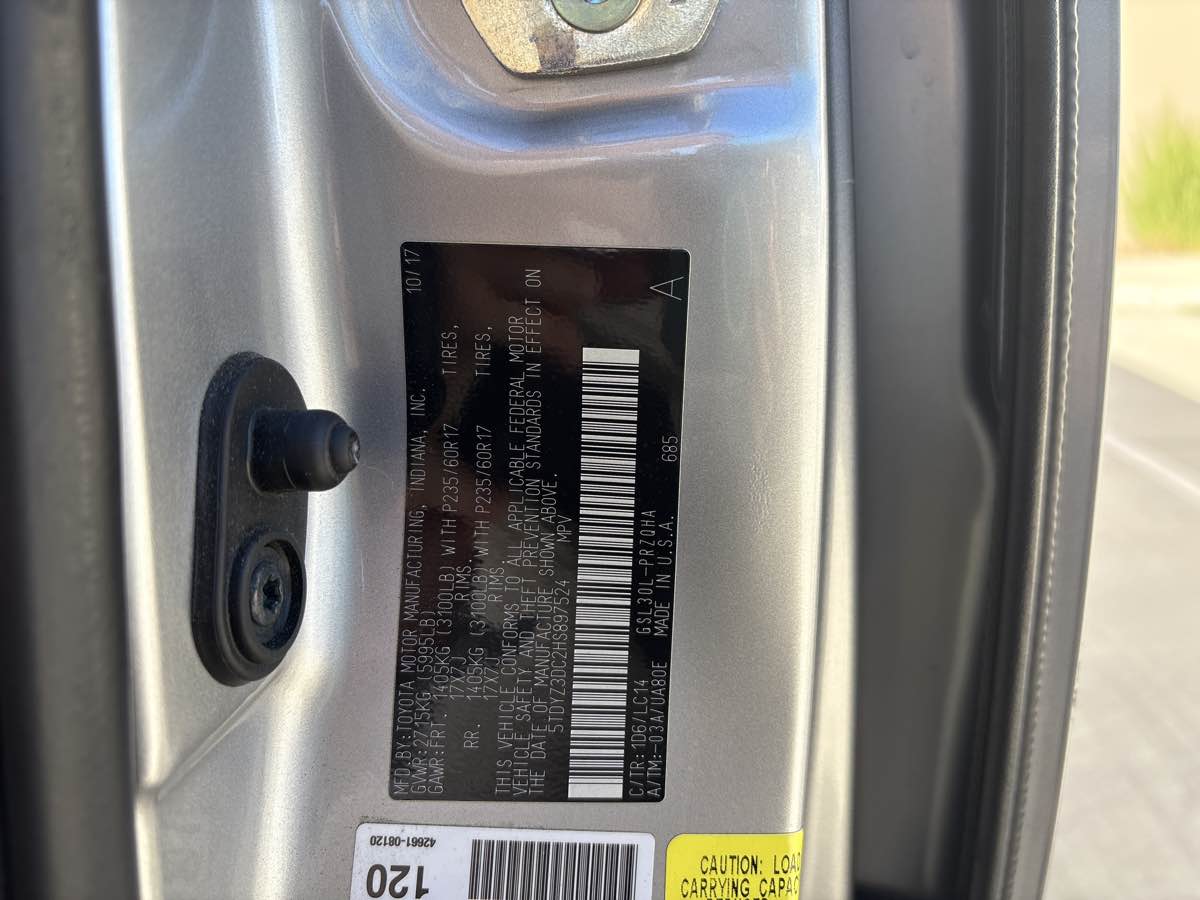 MFD.BY:TOYOTA MOTOR MANUFACTURING, INDIANA, INC. 10/17
GVWR:2715KG (5995LB)
GAWR:FRT. 1405KG (3100LB) WITH P235/60R17 TIRES,
17X7J RIMS.
RR. 1405KG (3100LB) WITH P235/60R17 TIRES,
17X7J RIMS.
THIS VEHICLE CONFORMS TO ALL APPLICABLE FEDERAL MOTOR
VEHICLE SAFETY AND THEFT PREVENTION STANDARDS IN EFFECT ON
THE DATE OF MANUFACTURE SHOWN ABOVE.
5TDYZ3DC2HS897524 MPV
C/TR:1D6/LC14 GSL30L-PRZQHA
A/TM:-03A/UA80E MADE IN U.S.A. 685
A
42661-08120
120
CAUTION: LOAD
CARRYING CAPAC